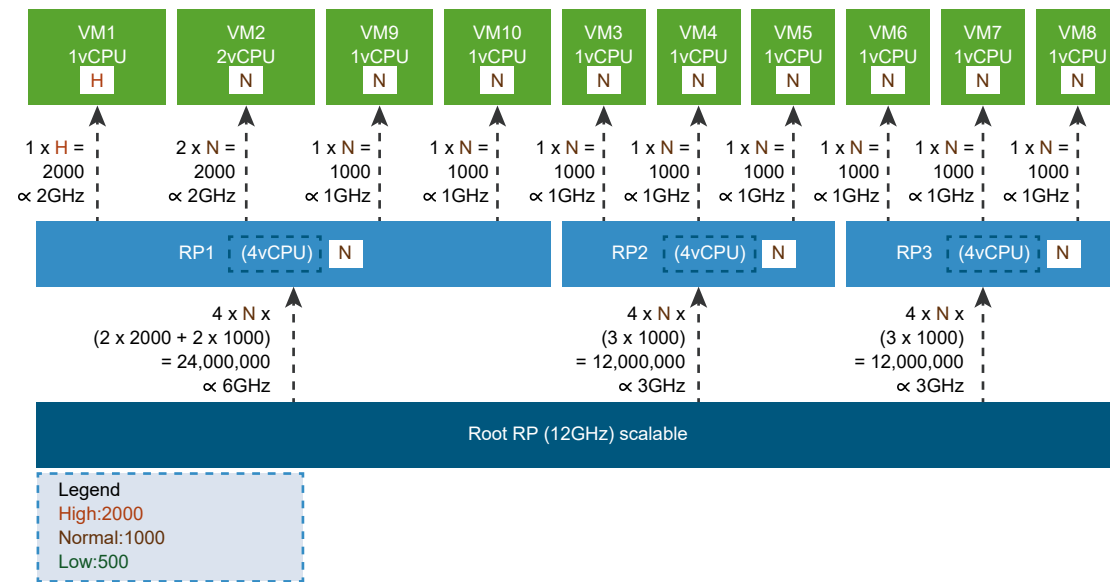 VM1
1vCPU
H
VM2
2vCPU
N
VM9
1vCPU
N
VM10
1vCPU
N
VM3
1vCPU
N
VM4
1vCPU
N
VM5
1vCPU
N
VM6
1vCPU
N
VM7
1vCPU
N
VM8
1vCPU
N
1 x H =
2000
∝ 2GHz
2 x N =
2000
∝ 2GHz
1 x N =
1000
∝ 1GHz
1 x N =
1000
∝ 1GHz
1 x N =
1000
∝ 1GHz
1 x N =
1000
∝ 1GHz
1 x N =
1000
∝ 1GHz
1 x N =
1000
∝ 1GHz
1 x N =
1000
∝ 1GHz
1 x N =
1000
∝ 1GHz
RP1 (4vCPU) N
RP2 (4vCPU) N
RP3 (4vCPU) N
4 x N x
(2 x 2000 + 2 x 1000)
= 24,000,000
∝ 6GHz
4 x N x
(3 x 1000)
= 12,000,000
∝ 3GHz
4 x N x
(3 x 1000)
= 12,000,000
∝ 3GHz
Root RP (12GHz) scalable
Legend
High:2000
Normal:1000
Low:500